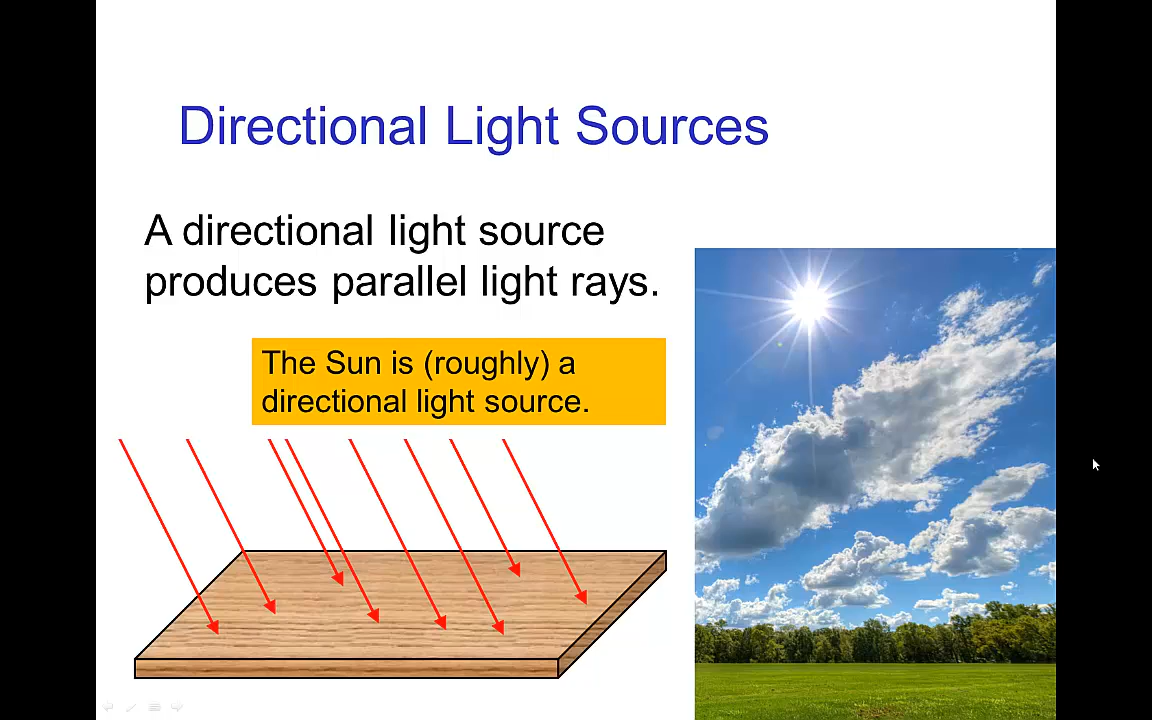 Directional Light Sources
A directional light source
produces parallel light rays.
The Sun is (roughly) a
directional light source.